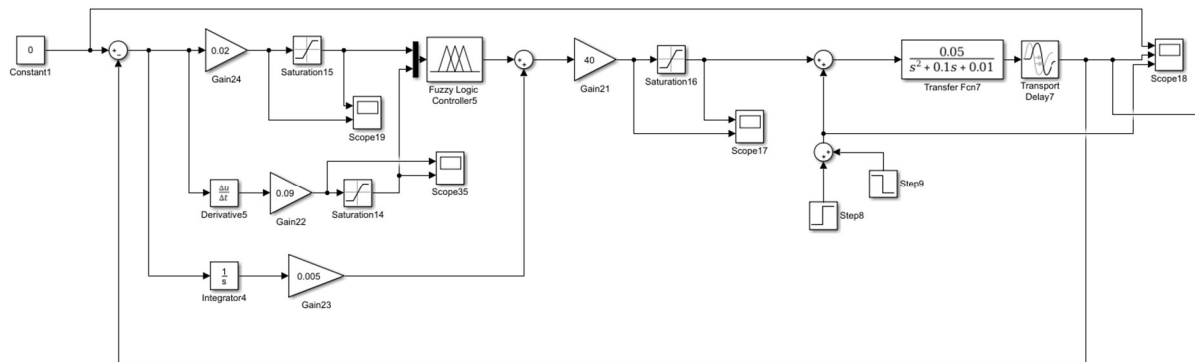 0
Constant1
0.02
Gain24
Saturation15
Scope19
Fuzzy Logic
Controller5
40
Gain21
Saturation16
Scope17
0.05
s² + 0.1s + 0.01
Transfer Fcn7
Transport
Delay7
Scope18
Δu
Δt
Derivative5
0.09
Gain22
Saturation14
Scope35
Step9
Step8
1
s
Integrator4
0.005
Gain23